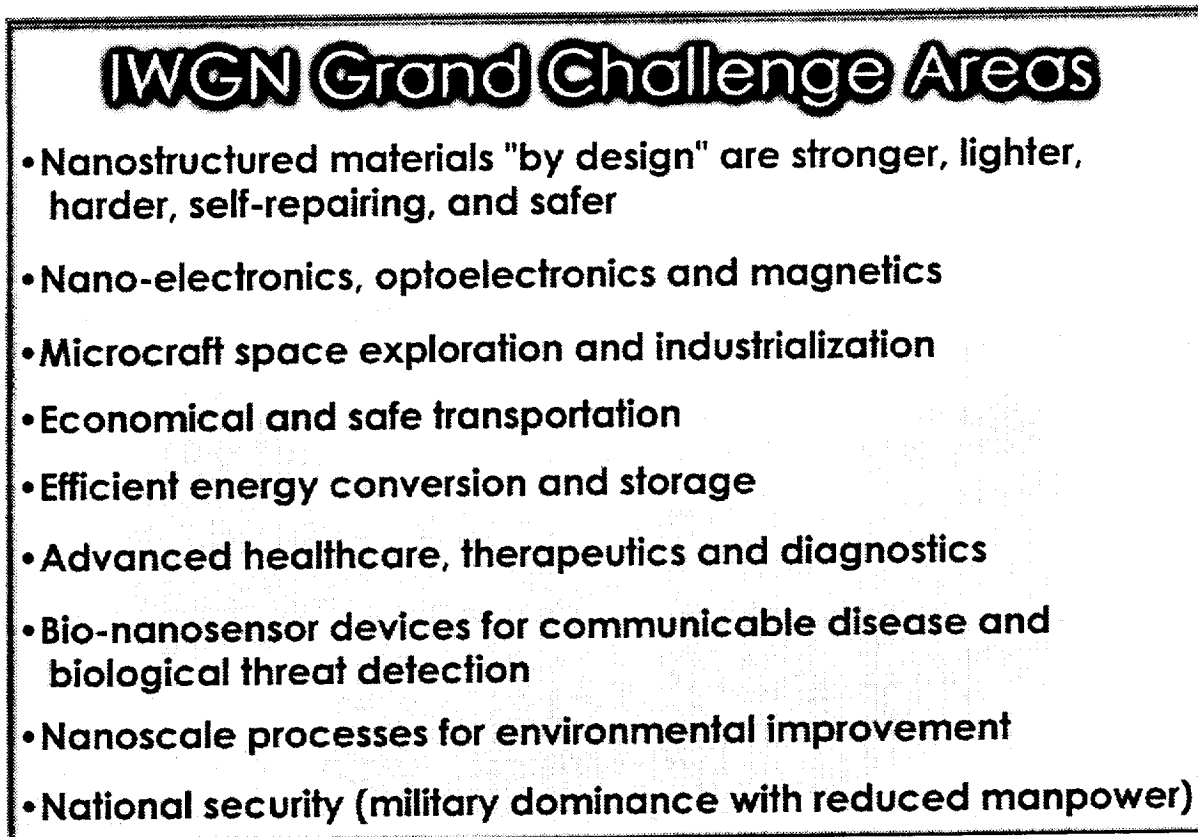 IWGN Grand Challenge Areas
•Nanostructured materials "by design" are stronger, lighter,
harder, self-repairing, and safer
•Nano-electronics, optoelectronics and magnetics
•Microcraft space exploration and industrialization
•Economical and safe transportation
•Efficient energy conversion and storage
•Advanced healthcare, therapeutics and diagnostics
•Bio-nanosensor devices for communicable disease and
biological threat detection
•Nanoscale processes for environmental improvement
•National security (military dominance with reduced manpower)